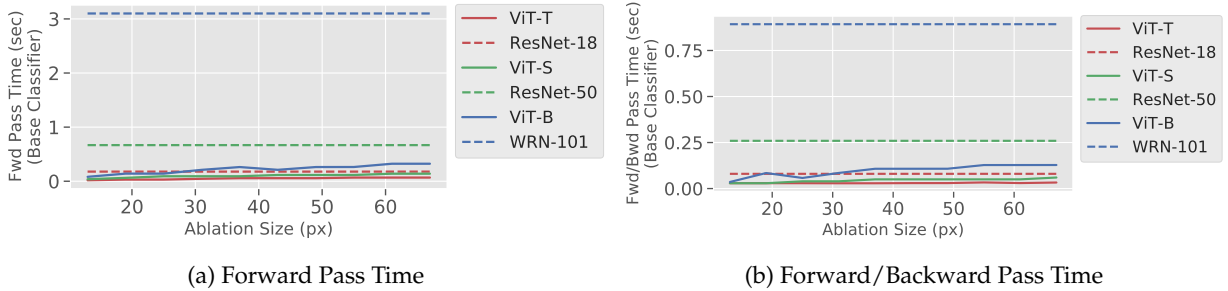 Fwd Pass Time (sec)
(Base Classifier)
3
2
1
0
20 30 40 50 60
Ablation Size (px)
ViT-T
ResNet-18
ViT-S
ResNet-50
ViT-B
WRN-101
(a) Forward Pass Time
Fwd/Bwd Pass Time (sec)
(Base Classifier)
0.75
0.50
0.25
0.00
20 30 40 50 60
Ablation Size (px)
ViT-T
ResNet-18
ViT-S
ResNet-50
ViT-B
WRN-101
(b) Forward/Backward Pass Time